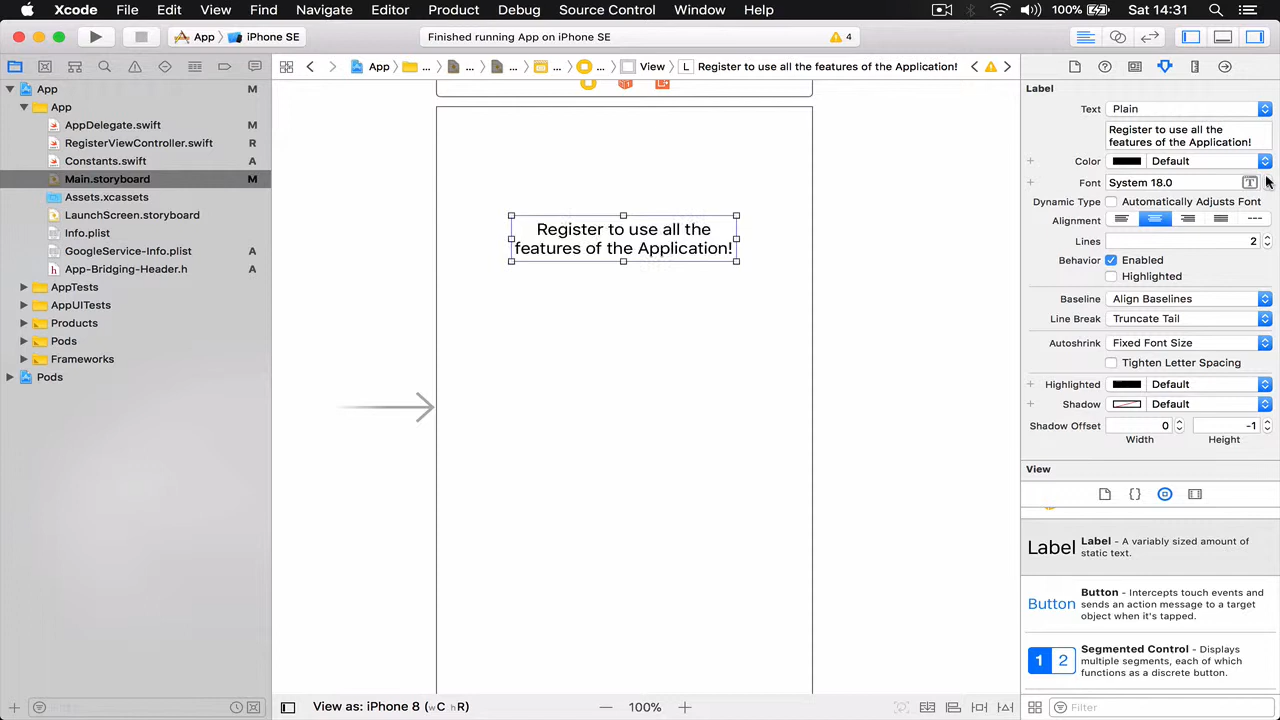 Xcode File Edit View Find Navigate Editor Product Debug Source Control Window Help 100% Sat 14:31
App iPhone SE Finished running App on iPhone SE 4
App ... ... ... ... ... View L Register to use all the features of the Application!
App M
App
AppDelegate.swift M
RegisterViewController.swift R
Constants.swift A
Main.storyboard M
Assets.xcassets
LaunchScreen.storyboard
Info.plist
GoogleService-Info.plist A
App-Bridging-Header.h A
AppTests
AppUITests
Products
Pods
Frameworks
Pods
Register to use all the
features of the Application!
View as: iPhone 8 (wC hR) 100%
Label
Text Plain
Register to use all the
features of the Application!
Color Default
Font System 18.0 T
Dynamic Type Automatically Adjusts Font
Alignment ---
Lines 2
Behavior Enabled
Highlighted
Baseline Align Baselines
Line Break Truncate Tail
Autoshrink Fixed Font Size
Tighten Letter Spacing
Highlighted Default
Shadow Default
Shadow Offset 0 -1
Width Height
View
Label Label - A variably sized amount of
static text.
Button - Intercepts touch events and
Button sends an action message to a target
object when it's tapped.
Segmented Control - Displays
1 2 multiple segments, each of which
functions as a discrete button.
Filter